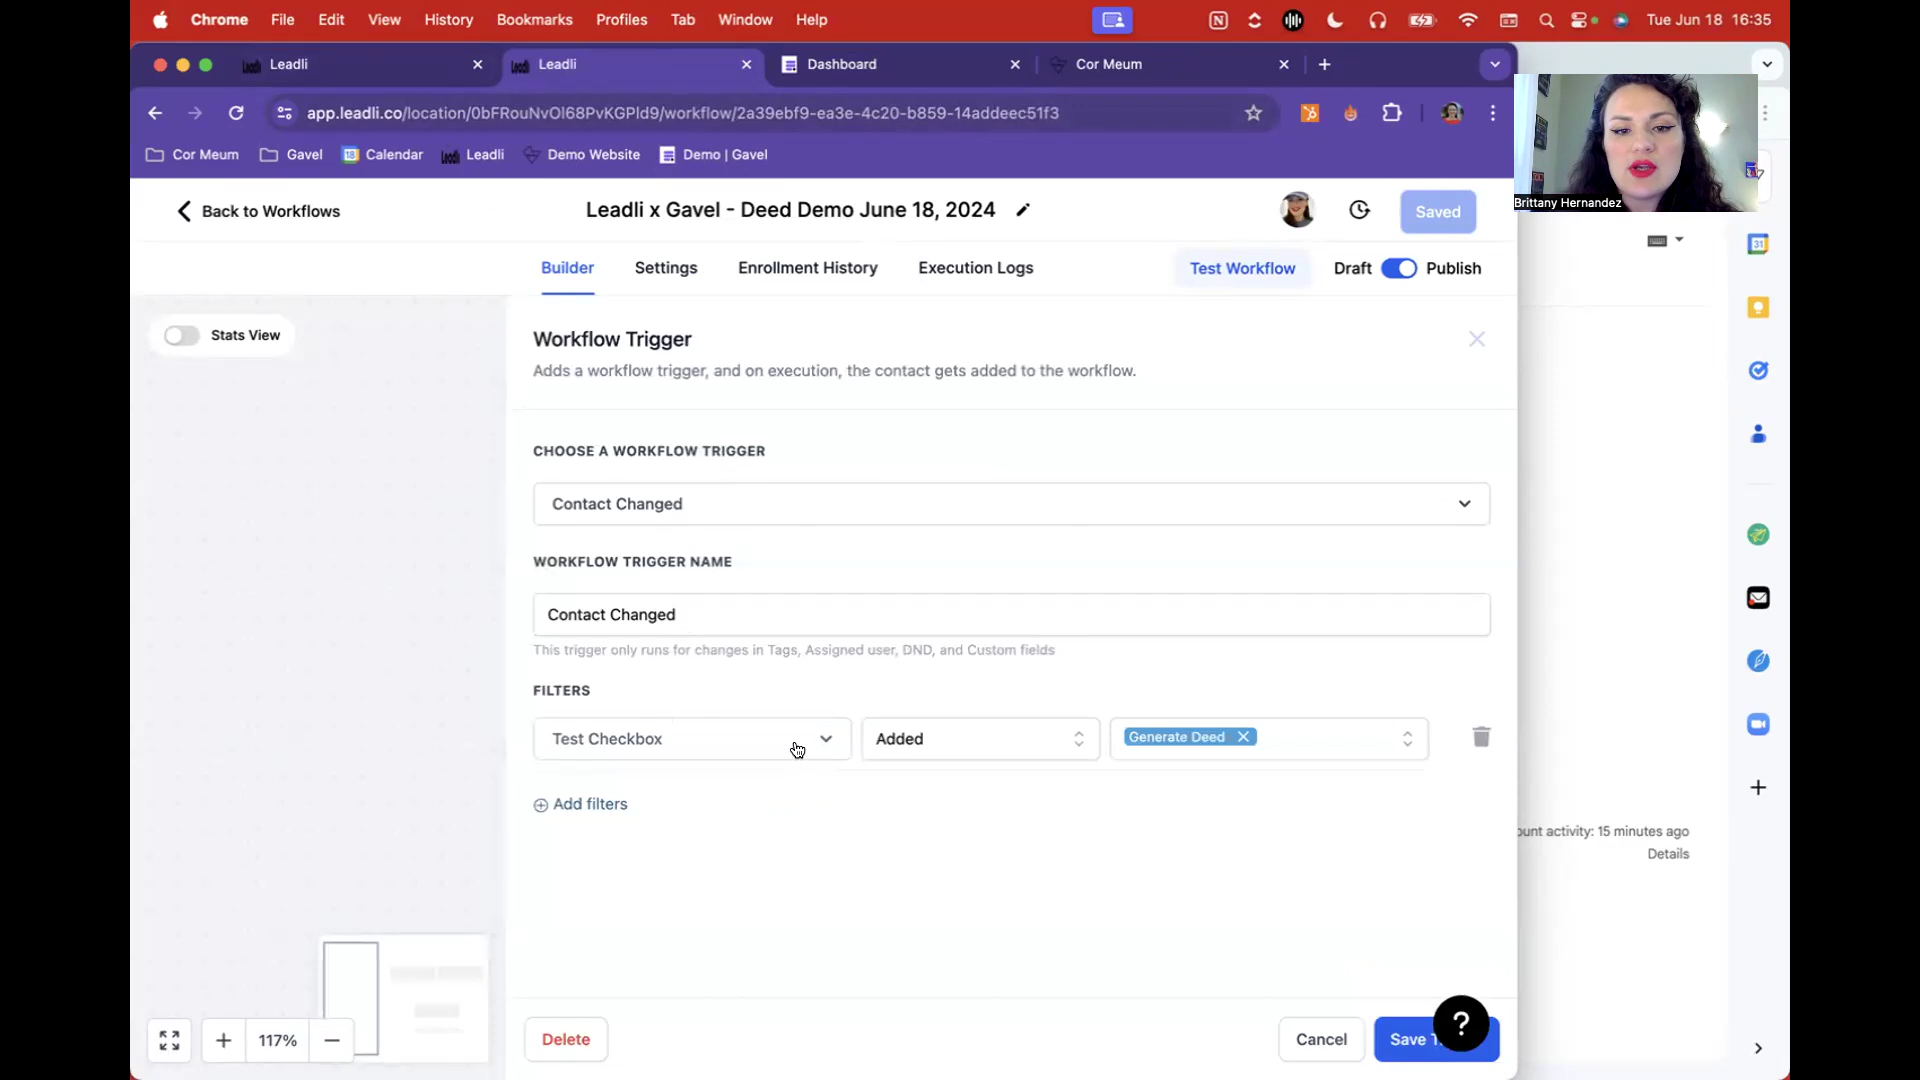 Chrome File Edit View History Bookmarks Profiles Tab Window Help Tue Jun 18 16:35
Leadli Leadli Dashboard Cor Meum
app.leadli.co/location/0bFRouNvOl68PvKGPld9/workflow/2a39ebf9-ea3e-4c20-b859-14addeec51f3
Cor Meum Gavel Calendar Leadli Demo Website Demo | Gavel
Brittany Hernandez
Back to Workflows Leadli x Gavel - Deed Demo June 18, 2024 Saved
Builder Settings Enrollment History Execution Logs Test Workflow Draft Publish
Stats View
Workflow Trigger
Adds a workflow trigger, and on execution, the contact gets added to the workflow.
CHOOSE A WORKFLOW TRIGGER
Contact Changed
WORKFLOW TRIGGER NAME
Contact Changed
This trigger only runs for changes in Tags, Assigned user, DND, and Custom fields
FILTERS
Test Checkbox Added Generate Deed
Add filters
activity: 15 minutes ago
Details
117%
Delete Cancel Save
?